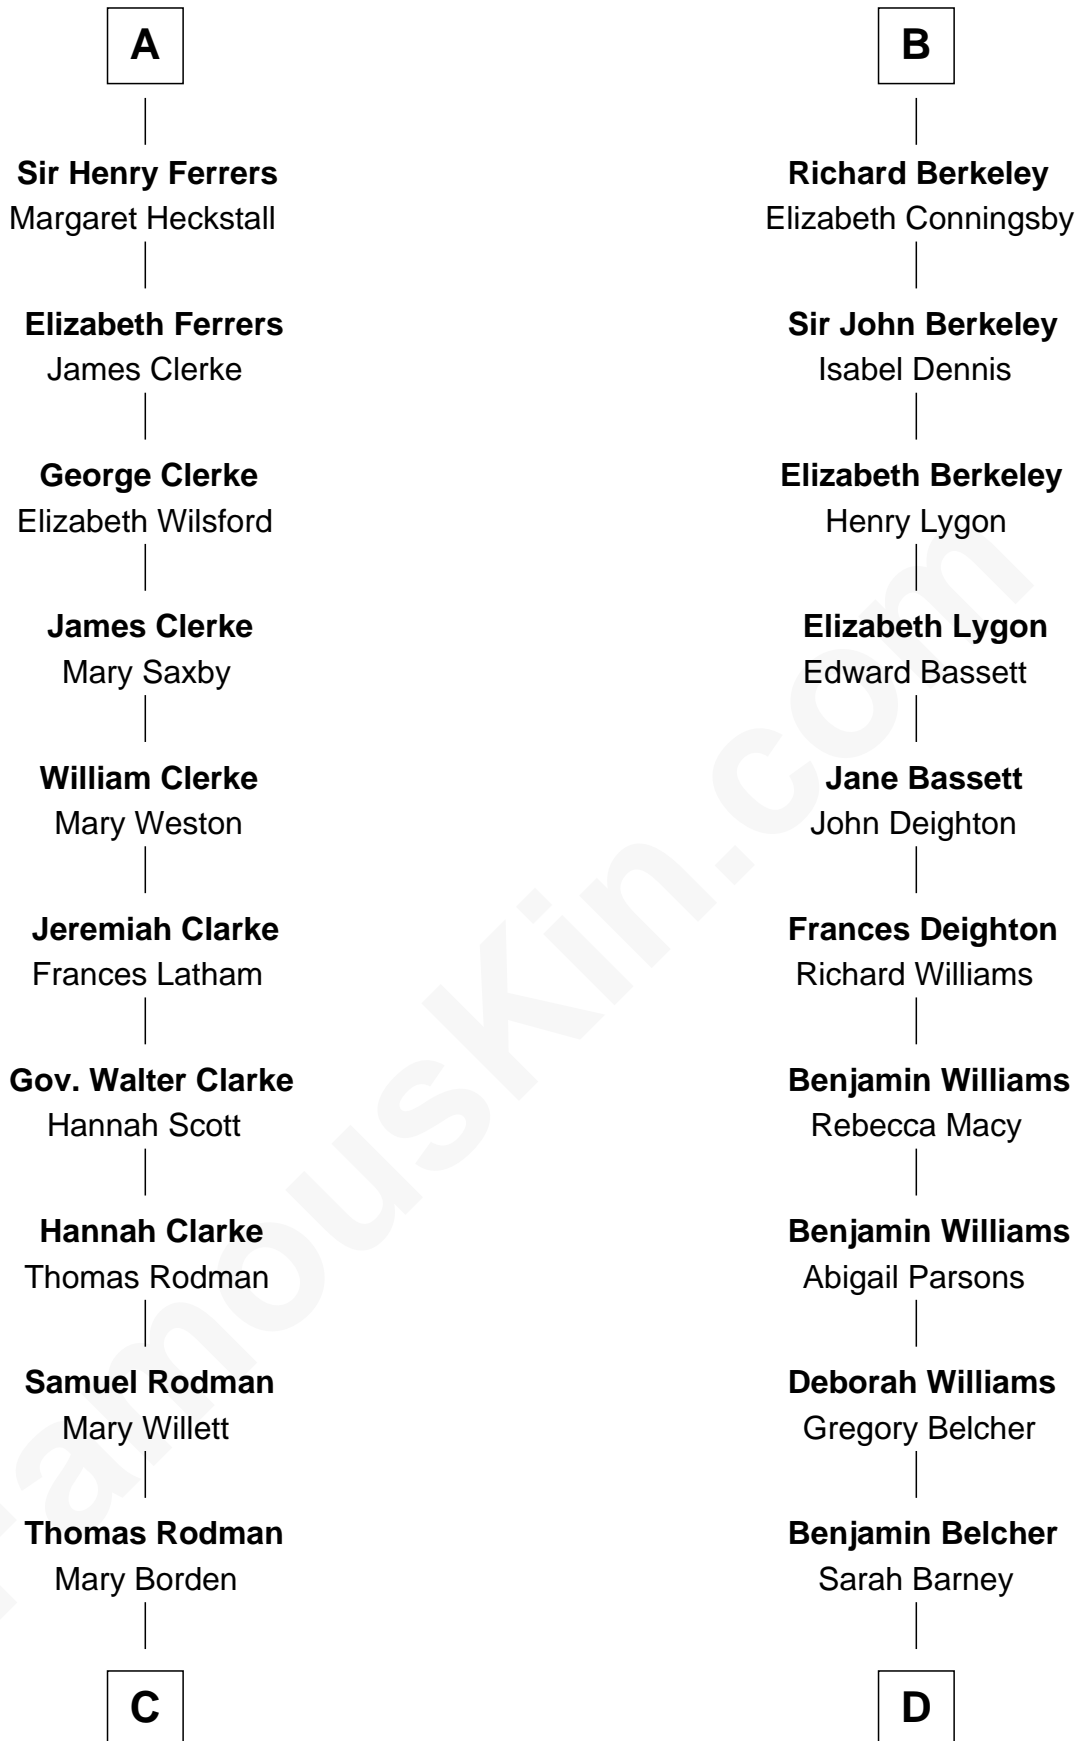 A
Sir Henry Ferrers
Margaret Heckstall
Elizabeth Ferrers
James Clerke
George Clerke
Elizabeth Wilsford
James Clerke
Mary Saxby
William Clerke
Mary Weston
Jeremiah Clarke
Frances Latham
Gov. Walter Clarke
Hannah Scott
Hannah Clarke
Thomas Rodman
Samuel Rodman
Mary Willett
Thomas Rodman
Mary Borden
C
B
Richard Berkeley
Elizabeth Conningsby
Sir John Berkeley
Isabel Dennis
Elizabeth Berkeley
Henry Lygon
Elizabeth Lygon
Edward Bassett
Jane Bassett
John Deighton
Frances Deighton
Richard Williams
Benjamin Williams
Rebecca Macy
Benjamin Williams
Abigail Parsons
Deborah Williams
Gregory Belcher
Benjamin Belcher
Sarah Barney
D
FamousKin.com